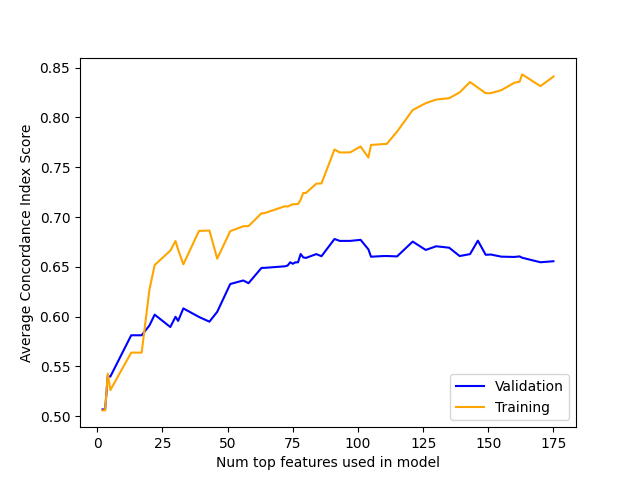 0.85
0.80
0.75
0.70
0.65
0.60
0.55
0.50
Average Concordance Index Score
Validation
Training
0 25 50 75 100 125 150 175
Num top features used in model